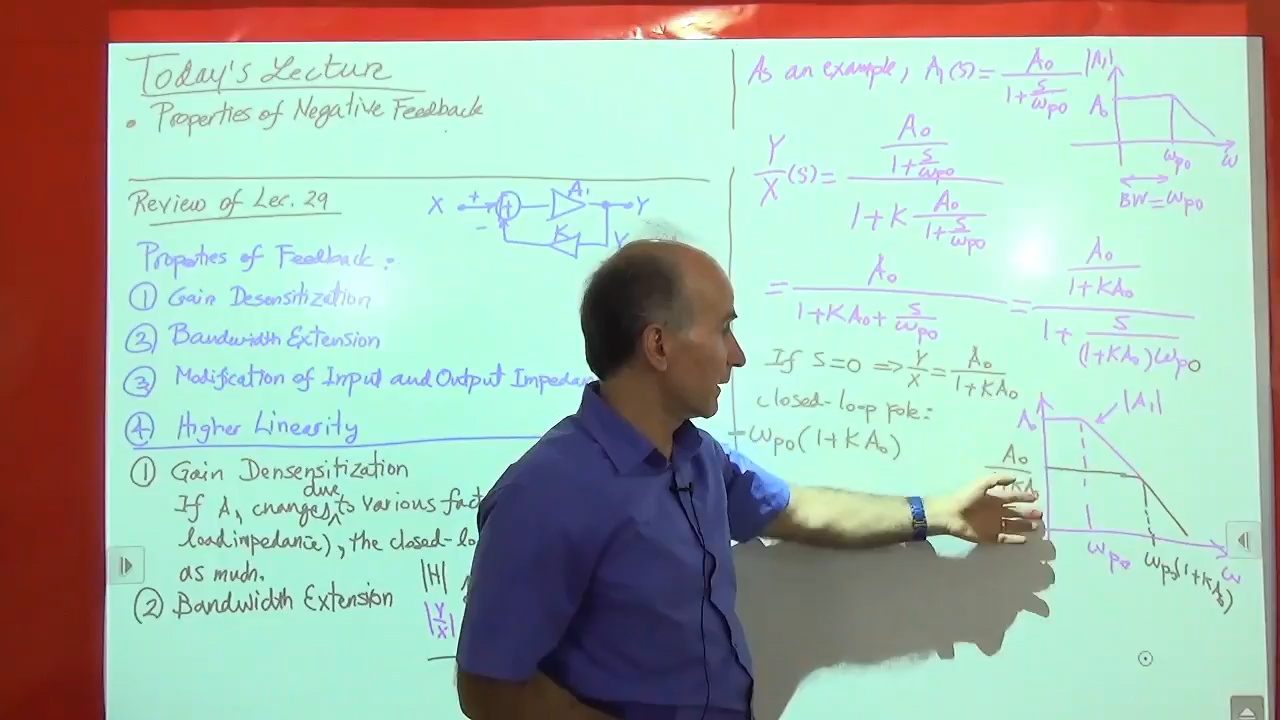 Today's Lecture
• Properties of Negative Feedback
Review of Lec. 29
X + - + A1 K Y
Properties of Feedback:
① Gain Desensitization
② Bandwidth Extension
③ Modification of Input and Output
④ Higher Linearity
① Gain Densensitization
If A1 changes due to various
load impedance), the closed-
as much.
② Bandwidth Extension
|H|
|Y/X|
As an example, A1(s) = A0 / (1 + s/ωp0)
|A1|
A0
ωp0 ω
BW = ωp0
Y/X (s) = (A0 / (1 + s/ωp0)) / (1 + K A0 / (1 + s/ωp0))
= A0 / (1 + KA0 + s/ωp0) = (A0 / (1 + KA0)) / (1 + s / ((1 + KA0)ωp0))
If S=0 ⇒ Y/X = A0 / (1 + KA0)
closed-loop pole:
-ωp0(1 + KA0)
A0 |A1|
A0 / 1+KA0
ωp0 ωp0(1+KA0) ω